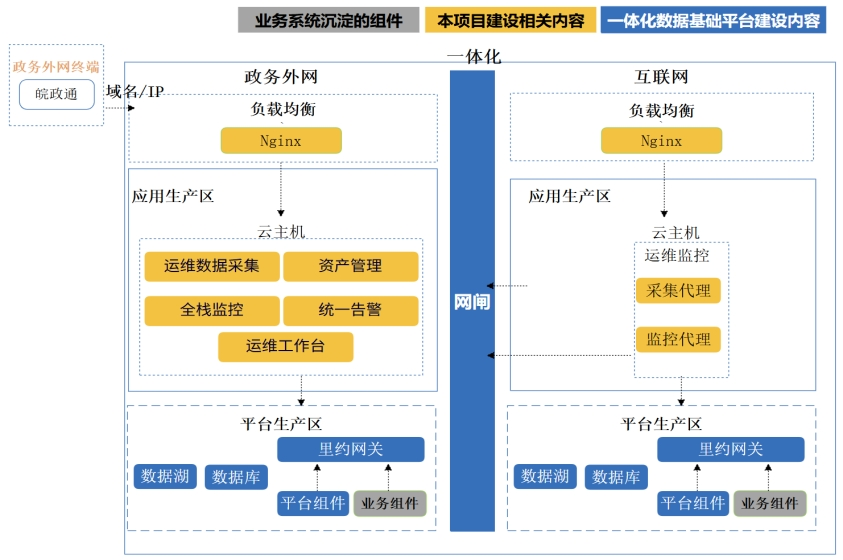 业务系统沉淀的组件
本项目建设相关内容
一体化数据基础平台建设内容
政务外网终端
皖政通
域名/IP
一体化
政务外网
负载均衡
Nginx
应用生产区
云主机
运维数据采集
资产管理
全栈监控
统一告警
运维工作台
平台生产区
里约网关
数据湖
数据库
平台组件
业务组件
网闸
互联网
负载均衡
Nginx
应用生产区
云主机
运维监控
采集代理
监控代理
平台生产区
里约网关
数据湖
数据库
平台组件
业务组件